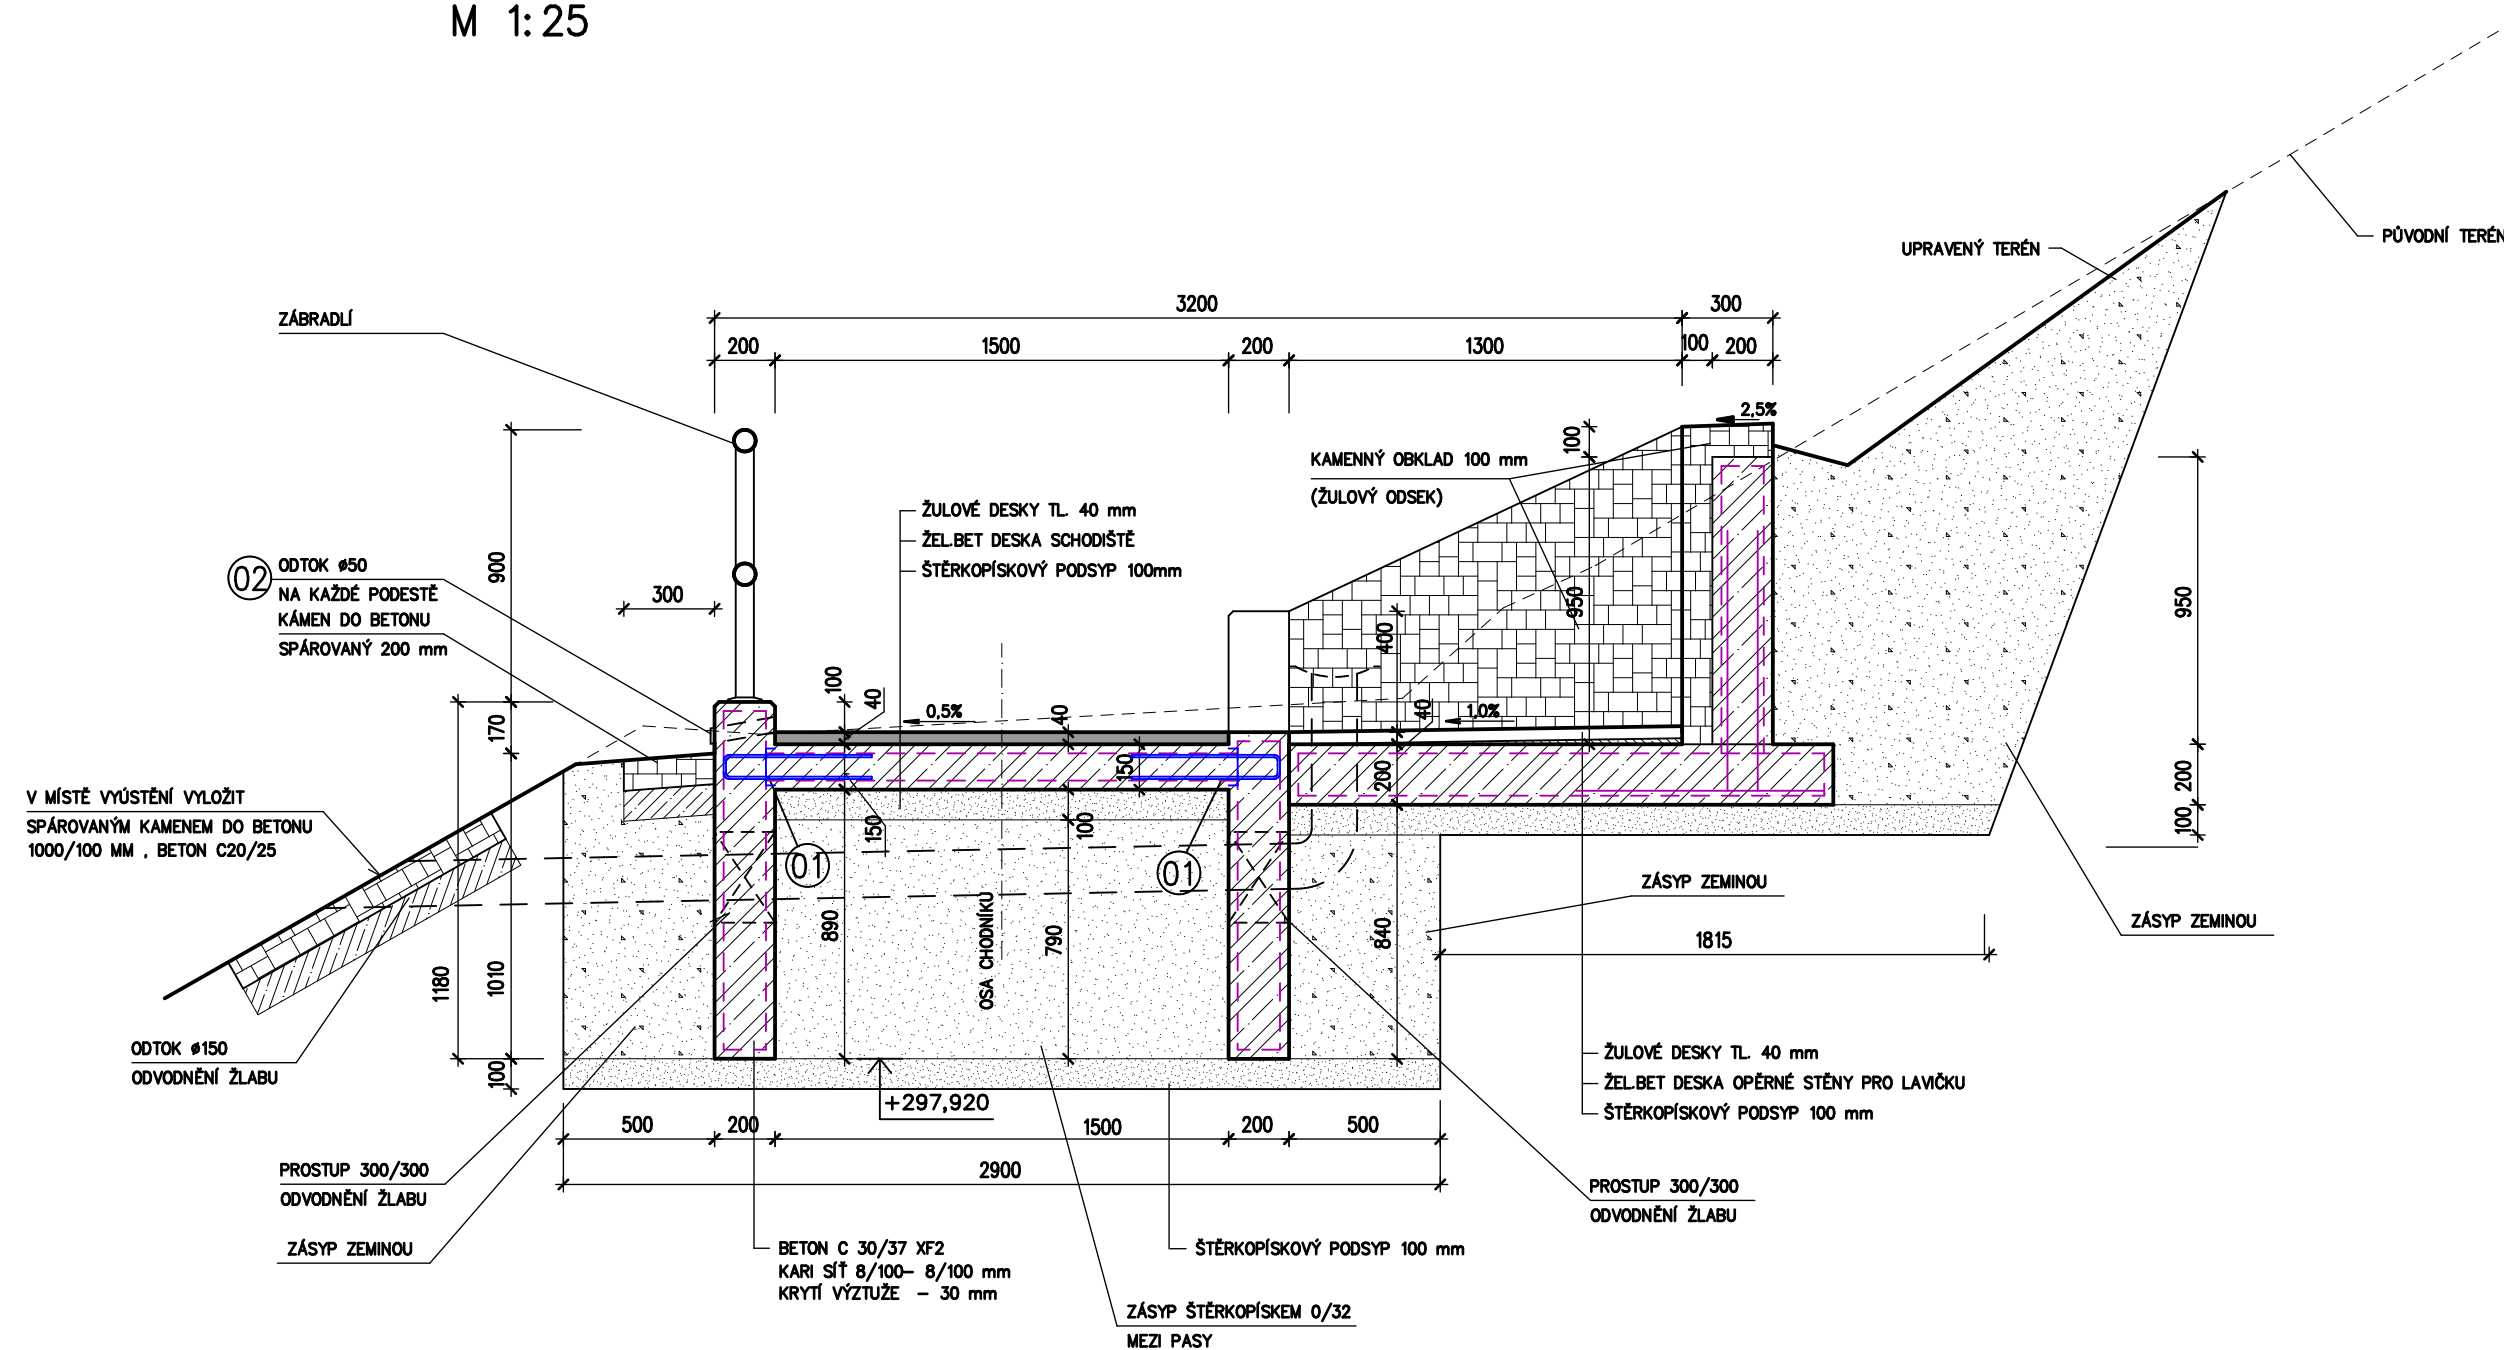 M 1:25
PŮVODNÍ TERÉN
UPRAVENÝ TERÉN
3200
300
ZÁBRADLÍ
200
1500
200
1300
100
200
2,5%
100
KAMENNÝ OBKLAD 100 mm
(ŽULOVÝ ODSEK)
ŽULOVÉ DESKY TL. 40 mm
ŽEL.BET DESKA SCHODIŠTĚ
ŠTĚRKOPÍSKOVÝ PODSYP 100mm
900
02
ODTOK ø50
NA KAŽDÉ PODESTĚ
KÁMEN DO BETONU
SPÁROVANÝ 200 mm
300
950
950
400
100
40
0,5%
40
40
1,0%
170
150
200
200
V MÍSTĚ VYÚSTĚNÍ VYLOŽIT
SPÁROVANÝM KAMENEM DO BETONU
1000/100 MM , BETON C20/25
150
100
100
01
01
ZÁSYP ZEMINOU
ZÁSYP ZEMINOU
890
OSA CHODNÍKU
790
840
1815
1180
1010
ODTOK ø150
ODVODNĚNÍ ŽLABU
100
+297,920
ŽULOVÉ DESKY TL. 40 mm
ŽEL.BET DESKA OPĚRNÉ STĚNY PRO LAVIČKU
ŠTĚRKOPÍSKOVÝ PODSYP 100 mm
500
200
1500
200
500
2900
PROSTUP 300/300
ODVODNĚNÍ ŽLABU
PROSTUP 300/300
ODVODNĚNÍ ŽLABU
ZÁSYP ZEMINOU
BETON C 30/37 XF2
KARI SÍŤ 8/100– 8/100 mm
KRYTÍ VÝZTUŽE – 30 mm
ŠTĚRKOPÍSKOVÝ PODSYP 100 mm
ZÁSYP ŠTĚRKOPÍSKEM 0/32
MEZI PASY